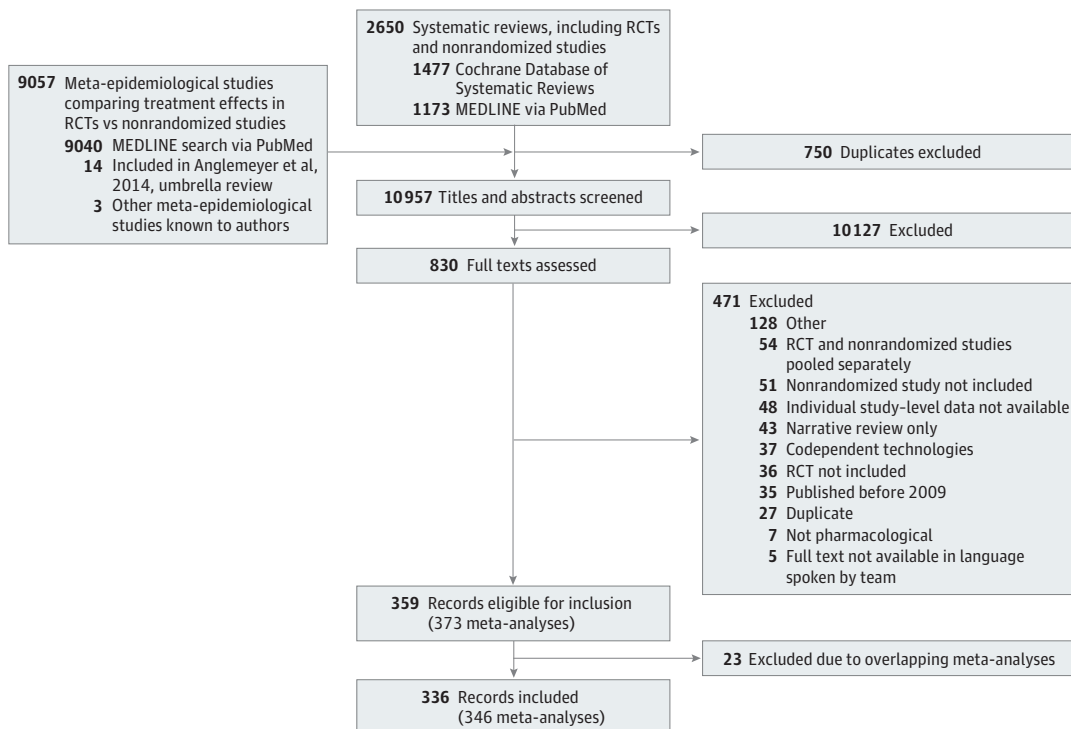 2650 Systematic reviews, including RCTs
and nonrandomized studies
1477 Cochrane Database of
Systematic Reviews
1173 MEDLINE via PubMed
9057 Meta-epidemiological studies
comparing treatment effects in
RCTs vs nonrandomized studies
9040 MEDLINE search via PubMed
14 Included in Anglemeyer et al,
2014, umbrella review
3 Other meta-epidemiological
studies known to authors
750 Duplicates excluded
10957 Titles and abstracts screened
10127 Excluded
830 Full texts assessed
471 Excluded
128 Other
54 RCT and nonrandomized studies
pooled separately
51 Nonrandomized study not included
48 Individual study-level data not available
43 Narrative review only
37 Codependent technologies
36 RCT not included
35 Published before 2009
27 Duplicate
7 Not pharmacological
5 Full text not available in language
spoken by team
359 Records eligible for inclusion
(373 meta-analyses)
23 Excluded due to overlapping meta-analyses
336 Records included
(346 meta-analyses)